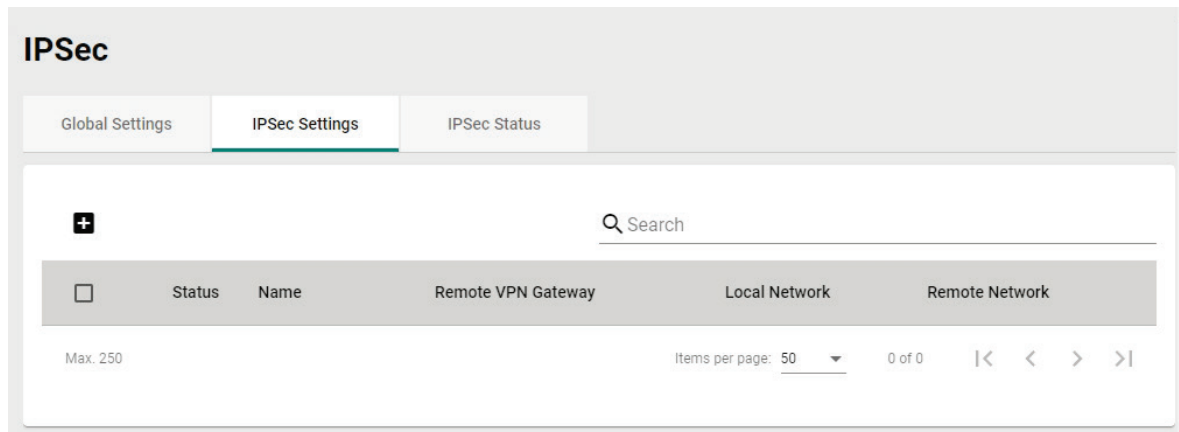 IPSec
Global Settings IPSec Settings IPSec Status
Search
Status Name Remote VPN Gateway Local Network Remote Network
Max. 250 Items per page: 50 0 of 0